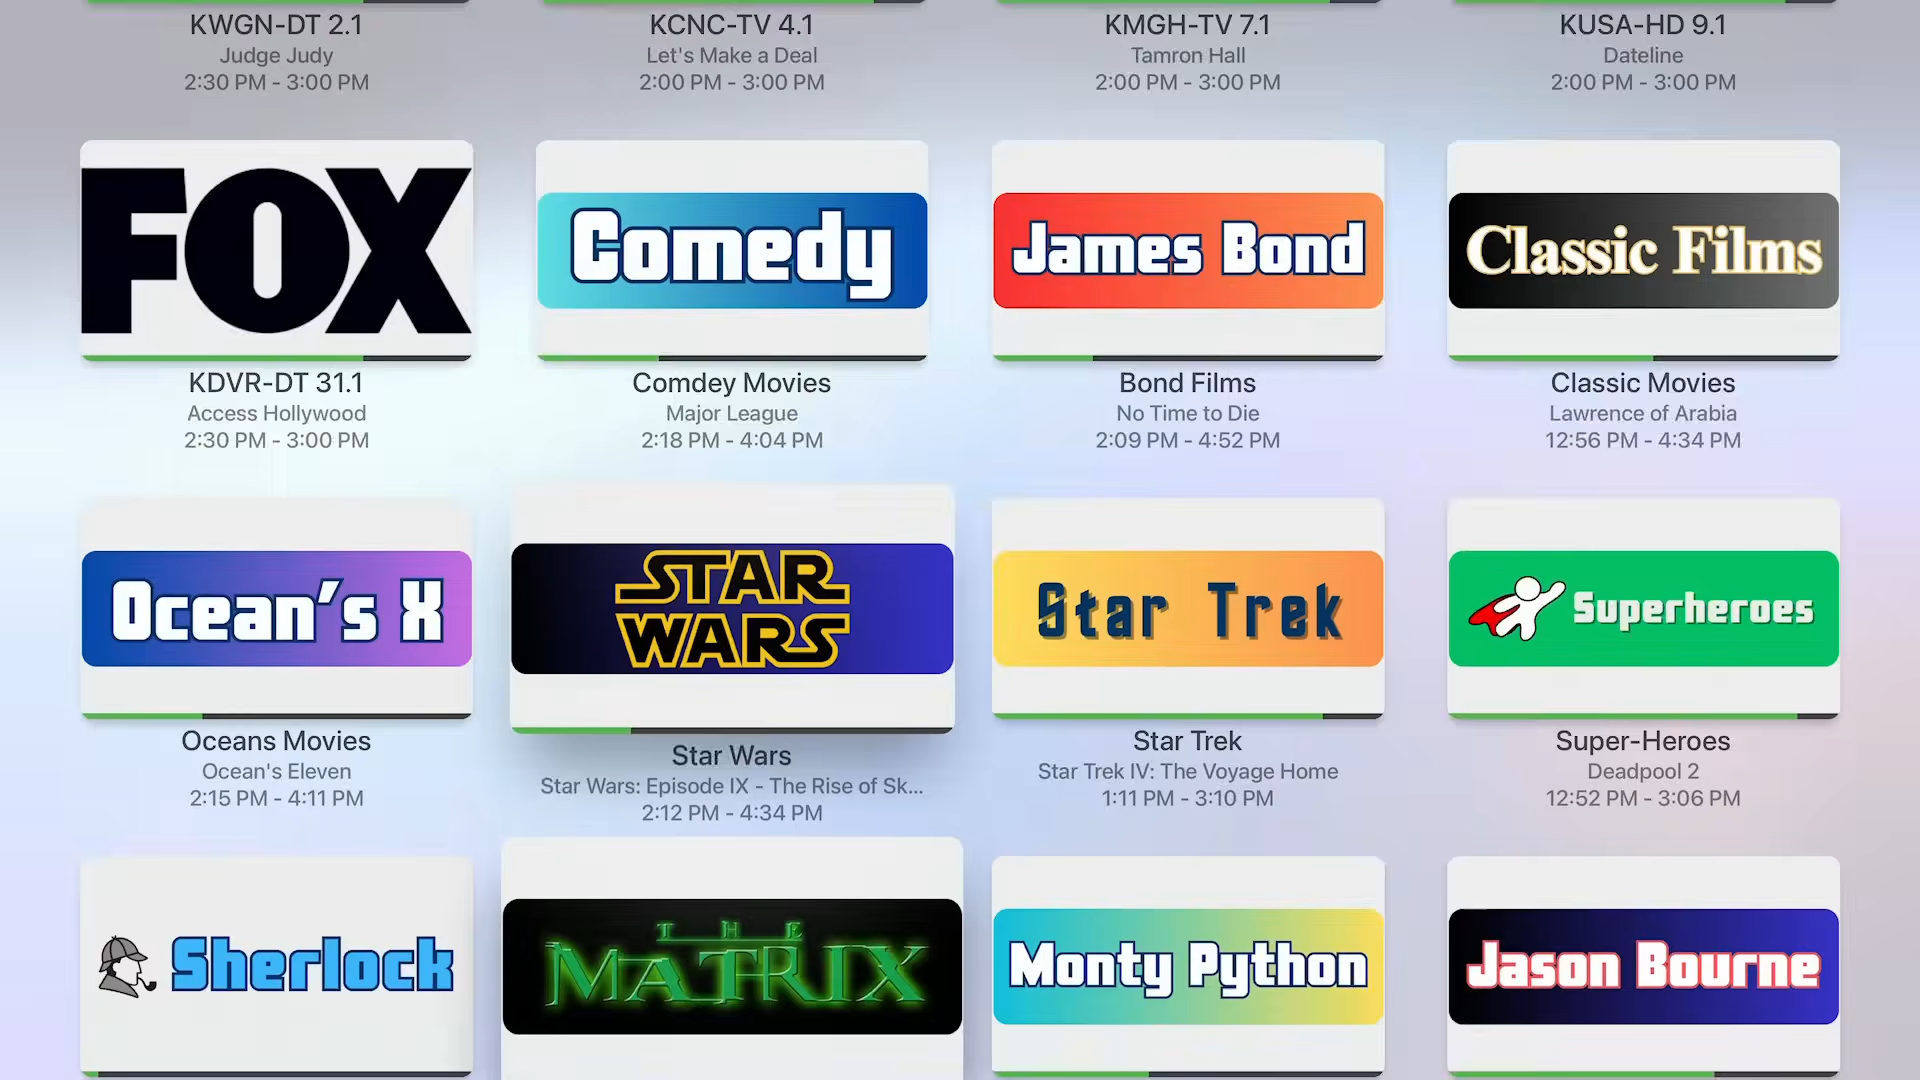 KWGN-DT 2.1
Judge Judy
2:30 PM - 3:00 PM
KCNC-TV 4.1
Let's Make a Deal
2:00 PM - 3:00 PM
KMGH-TV 7.1
Tamron Hall
2:00 PM - 3:00 PM
KUSA-HD 9.1
Dateline
2:00 PM - 3:00 PM
FOX
KDVR-DT 31.1
Access Hollywood
2:30 PM - 3:00 PM
Comedy
Comdey Movies
Major League
2:18 PM - 4:04 PM
James Bond
Bond Films
No Time to Die
2:09 PM - 4:52 PM
Classic Films
Classic Movies
Lawrence of Arabia
12:56 PM - 4:34 PM
Ocean's X
Oceans Movies
Ocean's Eleven
2:15 PM - 4:11 PM
STAR
WARS
Star Wars
Star Wars: Episode IX - The Rise of Sk...
2:12 PM - 4:34 PM
Star Trek
Star Trek
Star Trek IV: The Voyage Home
1:11 PM - 3:10 PM
Superheroes
Super-Heroes
Deadpool 2
12:52 PM - 3:06 PM
Sherlock
THE
MATRIX
Monty Python
Jason Bourne